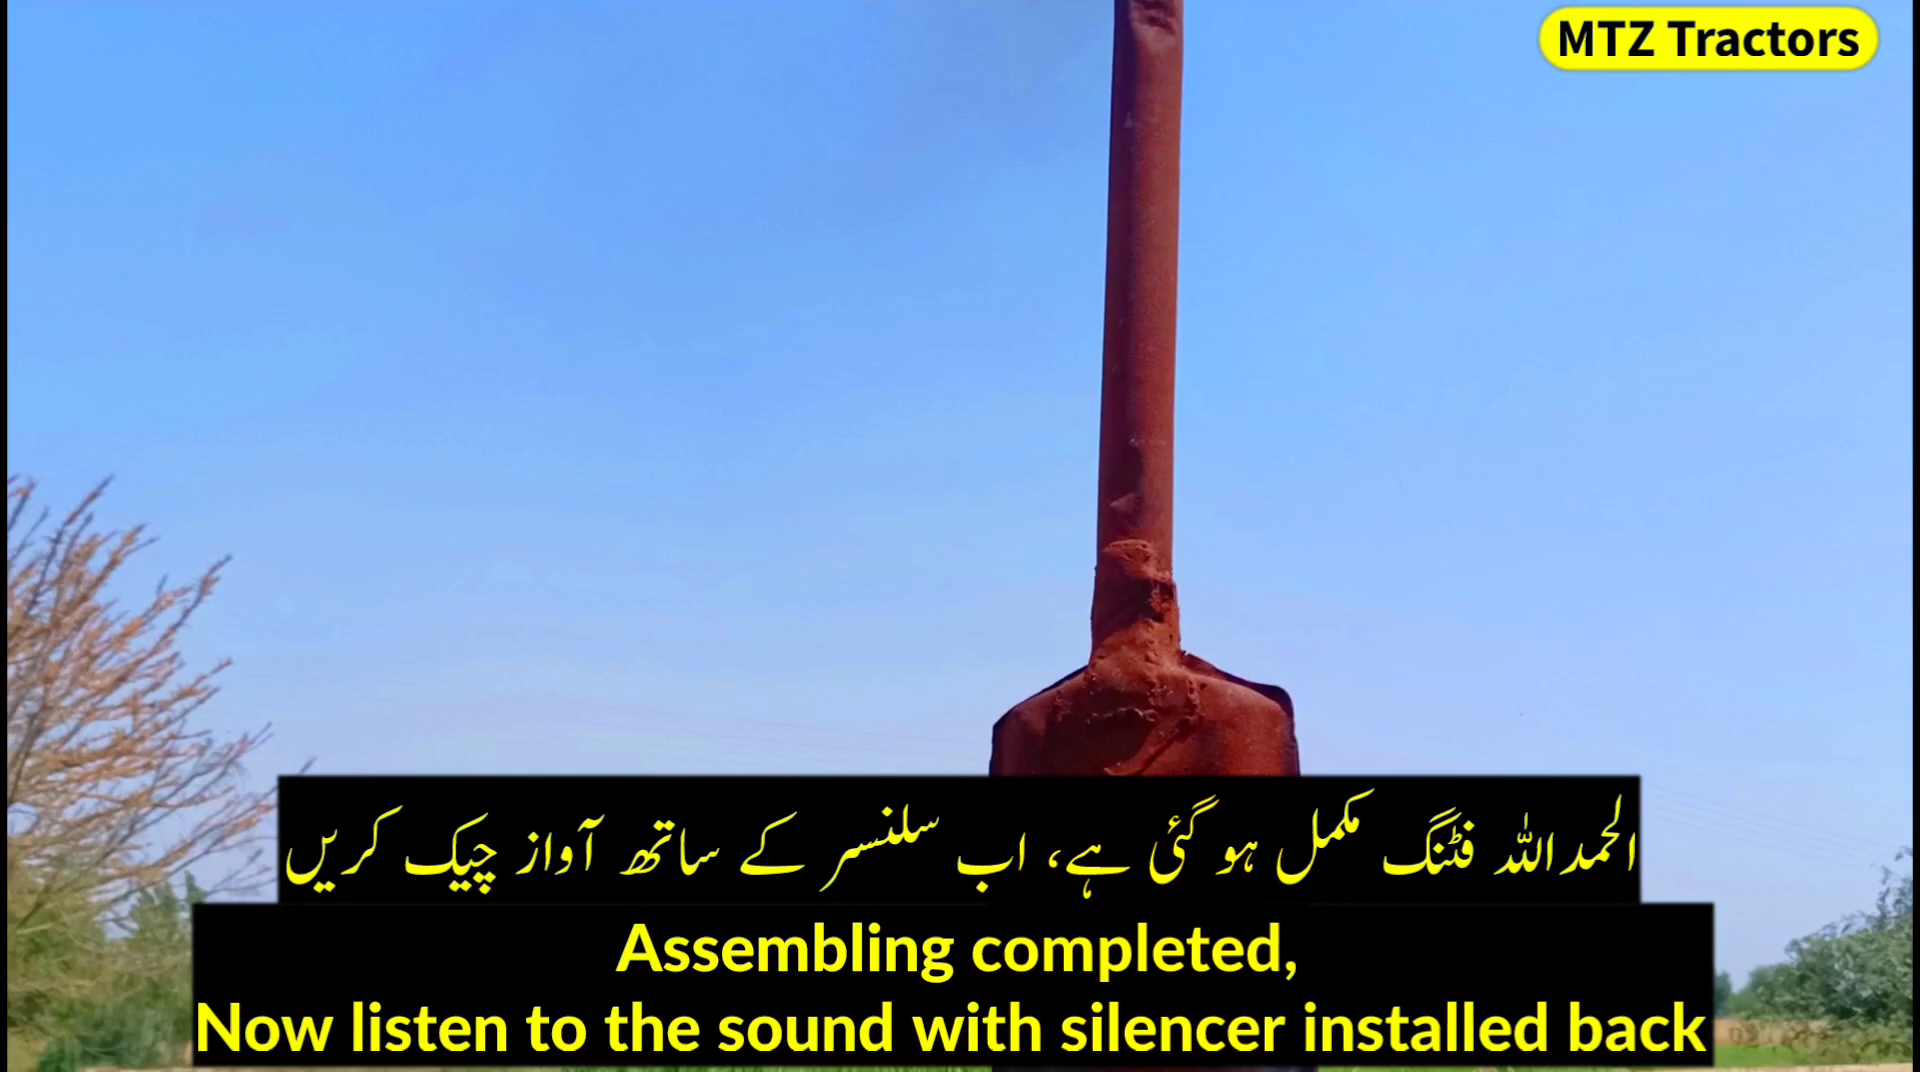 MTZ Tractors
الحمداللہ فٹنگ مکمل ہو گئی ہے، اب سلنسر کے ساتھ آواز چیک کریں
Assembling completed,
Now listen to the sound with silencer installed back